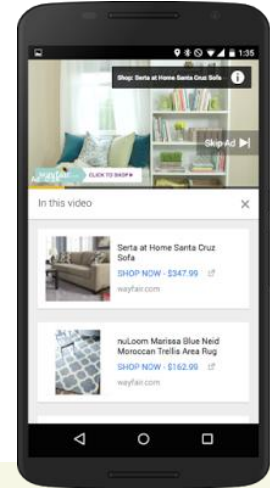 1:35
Shop: Serta at Home Santa Cruz Sofa
Skip Ad
Ad
wayfair
CLICK TO SHOP
In this video
Serta at Home Santa Cruz
Sofa
SHOP NOW - $347.99
wayfair.com
nuLoom Marissa Blue Neid
Moroccan Trellis Area Rug
SHOP NOW - $162.99
wayfair.com